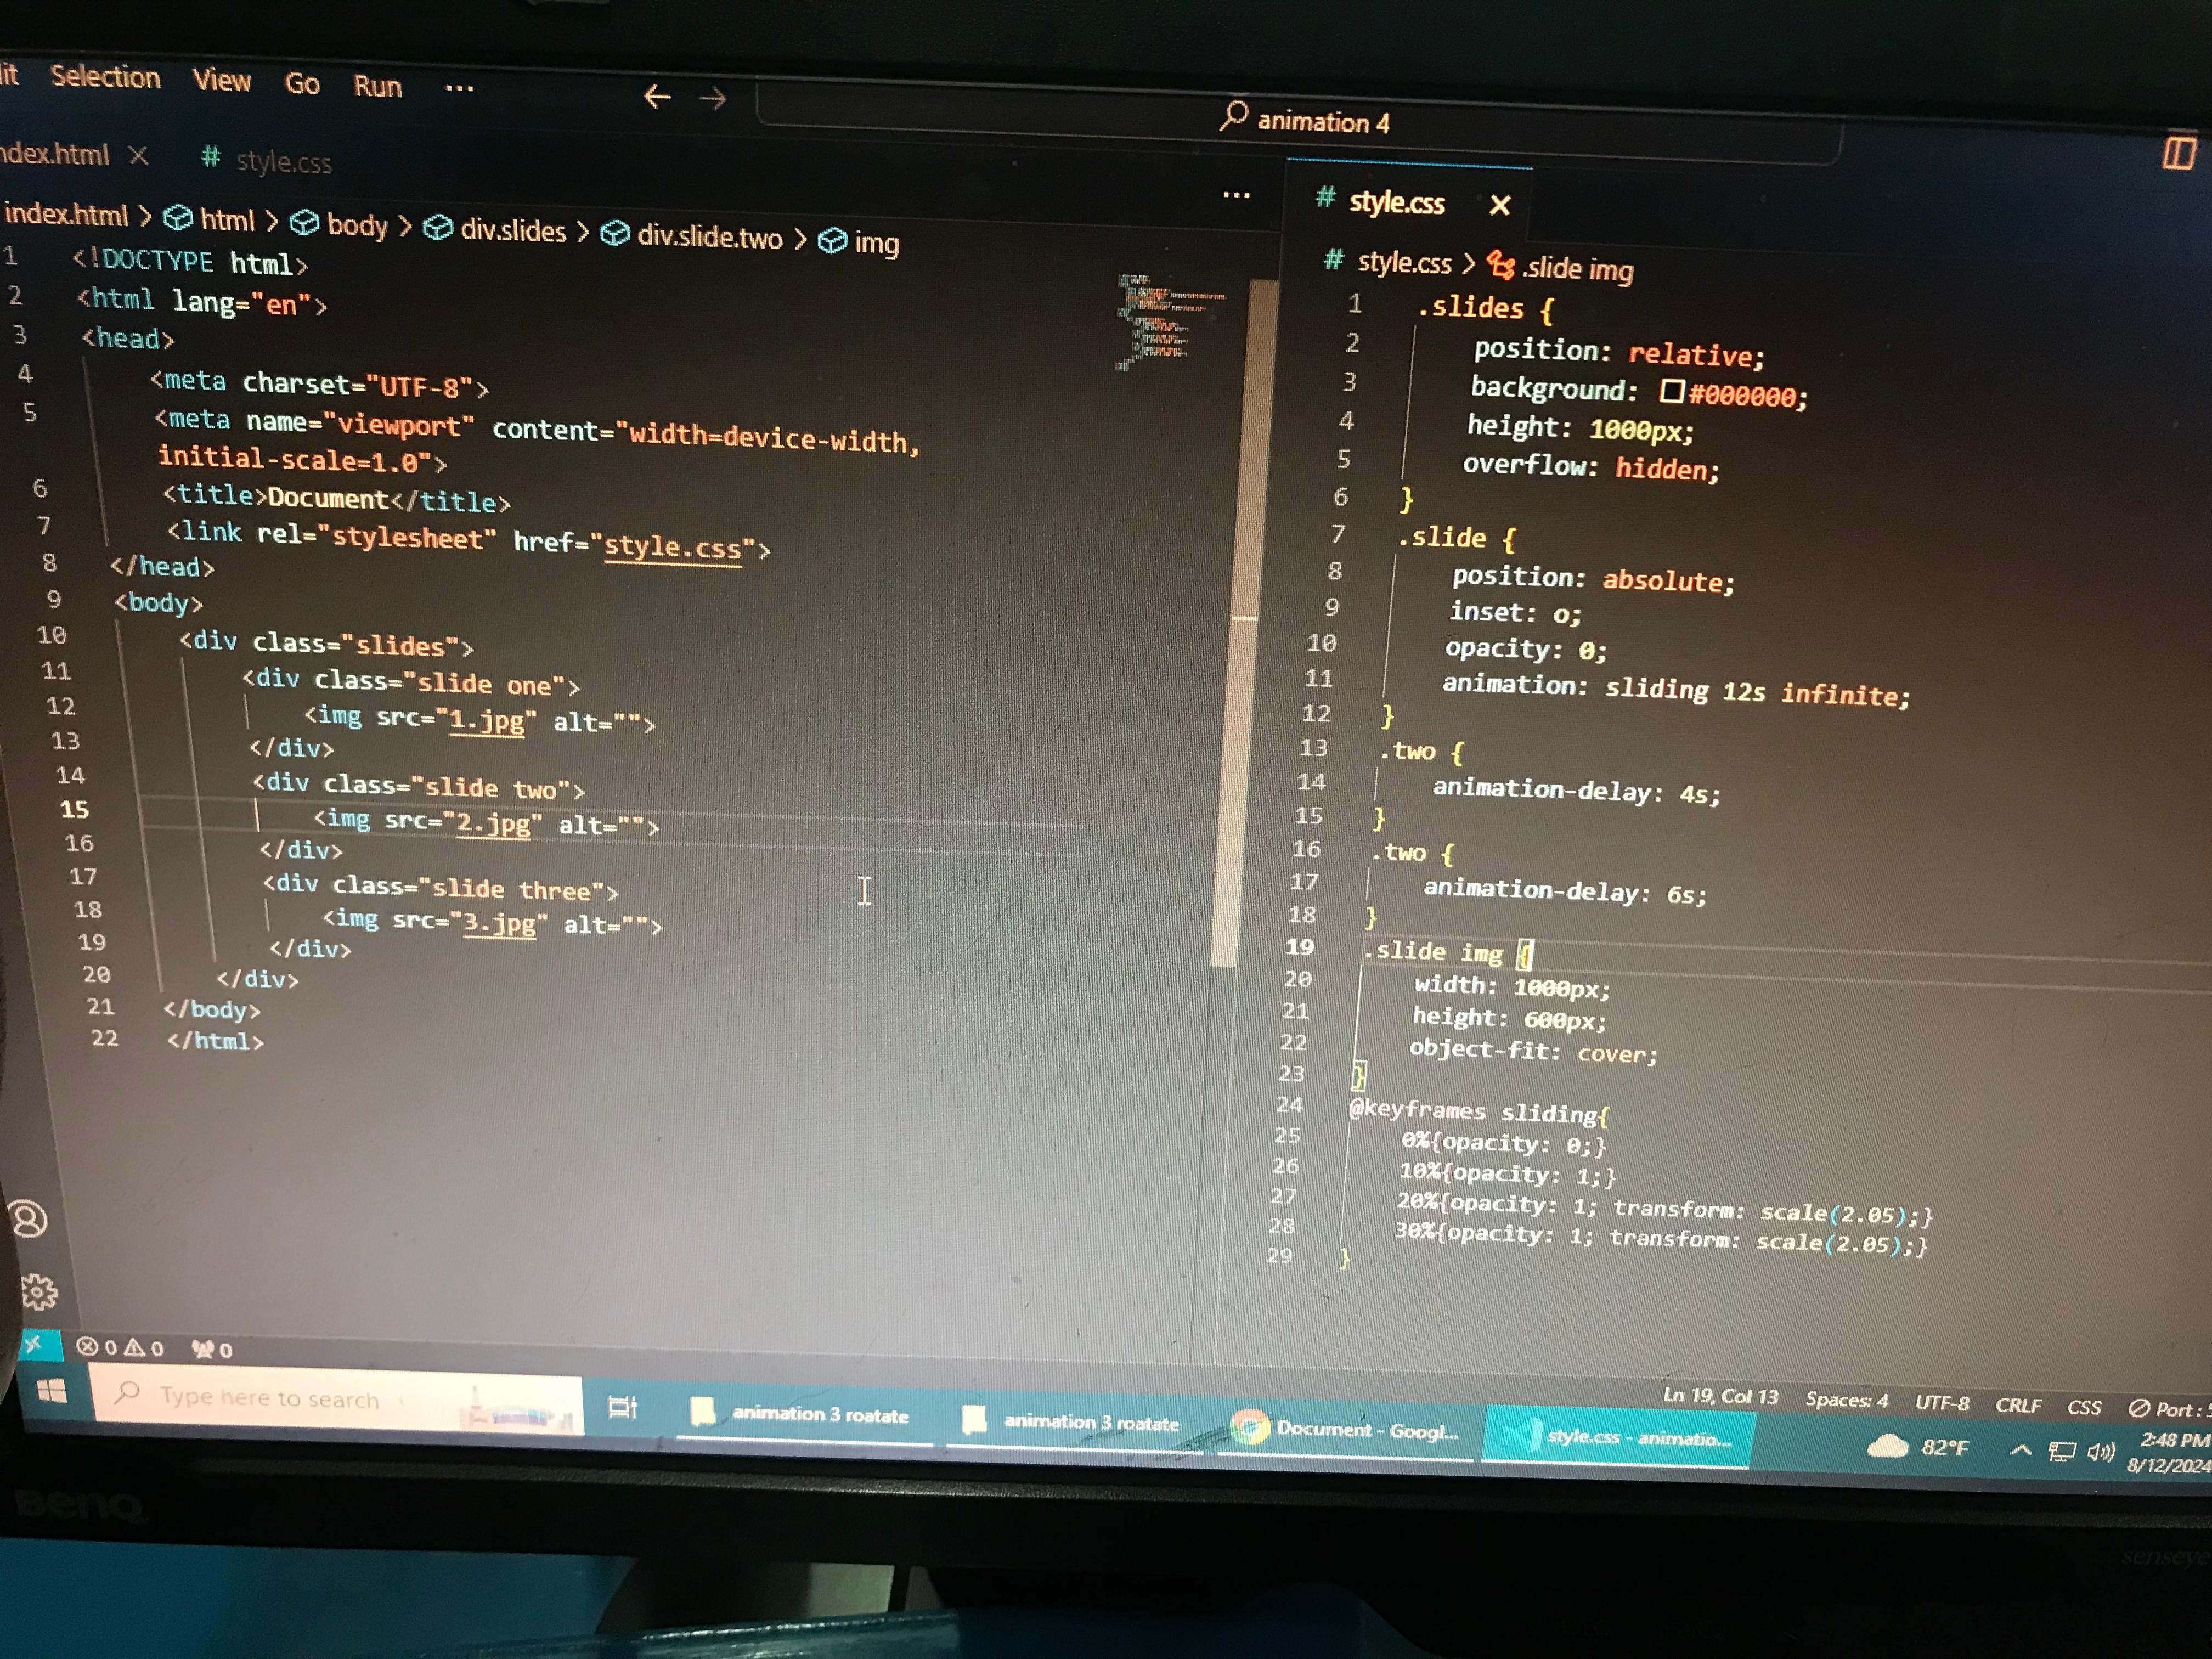 Selection View Go Run ...
animation 4
index.html > html > body > div.slides > div.slide.two > img
# style.css
1 <!DOCTYPE html>
2 <html lang="en">
3 <head>
4 <meta charset="UTF-8">
5 <meta name="viewport" content="width=device-width,
initial-scale=1.0">
6 <title>Document</title>
7 <link rel="stylesheet" href="style.css">
8 </head>
9 <body>
10 <div class="slides">
11 <div class="slide one">
12 <img src="1.jpg" alt="">
13 </div>
14 <div class="slide two">
15 <img src="2.jpg" alt="">
16 </div>
17 <div class="slide three">
18 <img src="3.jpg" alt="">
19 </div>
20 </div>
21 </body>
22 </html>
# style.css
# style.css > .slide img
1 .slides {
2 position: relative;
3 background: #000000;
4 height: 1000px;
5 overflow: hidden;
6 }
7 .slide {
8 position: absolute;
9 inset: o;
10 opacity: 0;
11 animation: sliding 12s infinite;
12 }
13 .two {
14 animation-delay: 4s;
15 }
16 .two {
17 animation-delay: 6s;
18 }
19 .slide img {
20 width: 1000px;
21 height: 600px;
22 object-fit: cover;
23 }
24 @keyframes sliding{
25 0%{opacity: 0;}
26 10%{opacity: 1;}
27 20%{opacity: 1; transform: scale(2.05);}
28 30%{opacity: 1; transform: scale(2.05);}
29 }
0 0 0
Ln 19, Col 13 Spaces: 4 UTF-8 CRLF CSS Port :
Type here to search
animation 3 roatate
animation 3 roatate
Document - Googl...
style.css - animatio...
82°F
2:48 PM
8/12/2024
BenQ
senseye